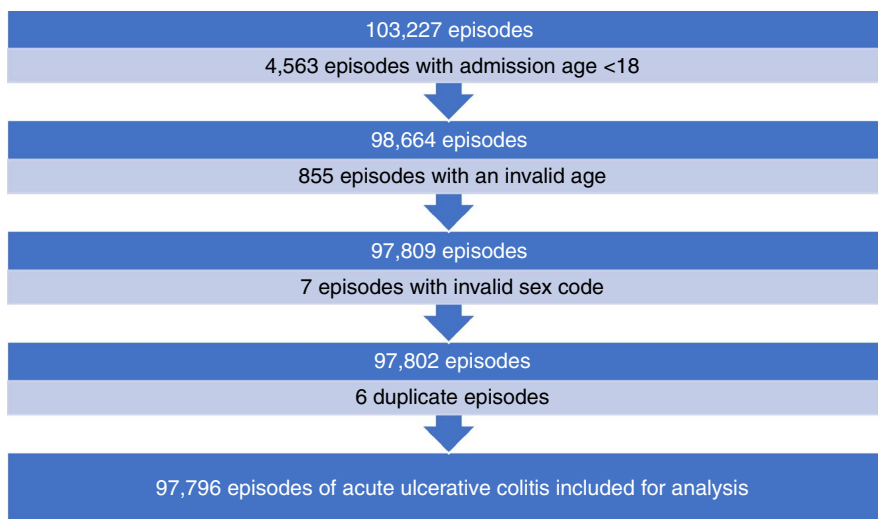 103,227 episodes
4,563 episodes with admission age <18
98,664 episodes
855 episodes with an invalid age
97,809 episodes
7 episodes with invalid sex code
97,802 episodes
6 duplicate episodes
97,796 episodes of acute ulcerative colitis included for analysis